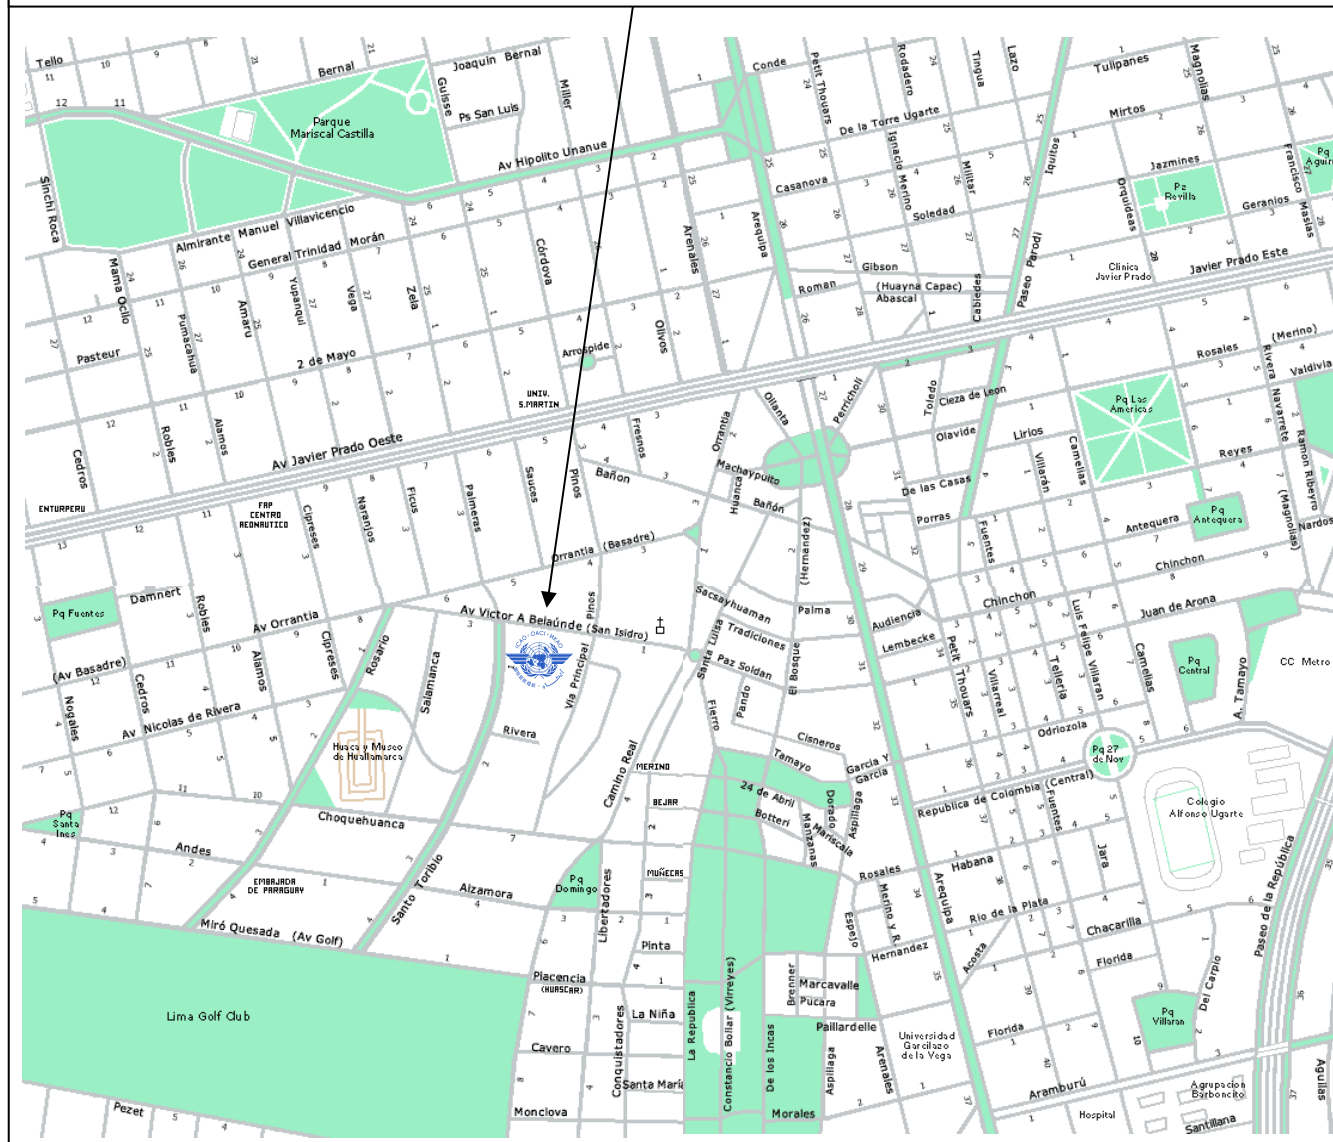 Tello
Bernal
Joaquin Bernal
Guisse
Ps San Luis
Miller
Parque
Mariscal Castilla
Av Hipolito Unanue
Conde
Petit Thouars
Rodadero
Tingua
Lazo
Tulipanes
Magnolias
Mirtos
De la Torre Ugarte
Ignacio Merino
Militar
Iquitos
Casanova
Soledad
Jazmines
Orquideas
Pz
Revilla
Geranios
Francisco
Masias
Pq
Sinchi Roca
Almirante Manuel Villavicencio
General Trinidad Morán
Mama Ocllo
Pumacahua
Amaru
Yupanqui
Vega
Zela
Córdova
Arenales
Arequipa
Olivos
Gibson
Roman
(Huayna Capac)
Abascal
Cabiedes
Paseo Parodi
Clinica
Javier Prado
Javier Prado Este
Pasteur
2 de Mayo
Arrospide
UNIV.
S.MARTIN
Rosales
(Merino)
Valdivia
Rivera Navarrete
Ramon Ribeyro
(Magnolias)
Pq Las
Americas
Toledo
Cieza de Leon
Olavide
Lirios
Camelias
Villarán
Reyes
Perricholi
Ollanta
Orrantia
Machaypuito
Huanca
Bañón
Bañon
Fresnos
Pinos
Sauces
Palmeras
Ficus
Naranjos
Cipreses
Av Javier Prado Oeste
Cedros
Robles
Alamos
ENTURPERU
FAP
CENTRO
AEONAUTICO
De las Casas
Porras
Fuentes
Antequera
Pq
Antequera
Nardos
Chinchon
Chinchon
Orrantia (Basadre)
(Hernandez)
Sacsayhuaman
Palma
Audiencia
Tradiciones
Lembecke
Paz Soldan
Santa Luisa
El Bosque
Juan de Arona
Luis Felipe Villaran
Telleria
Villarreal
Petit Thouars
Camelias
Pq
Central
A. Tamayo
CC Metro
Pq Fuentes
Damnert
Robles
Av Orrantia
Cipreses
Alamos
Cedros
(Av Basadre)
Nogales
Av Nicolas de Rivera
Rosario
Salamanca
Av Victor A Belaúnde (San Isidro)
Pinos
ICAO · OACI · ИКАО
Via Principal
Rivera
Huaca y Museo
de Huallamarca
Camino Real
Fierro
Pando
Cisneros
Tamayo
Garcia Y
Garcia
Odriozola
Pq 27
de Nov
Republica de Colombia (Central)
Fuentes
Colegio
Alfonso Ugarte
MERINO
BEJAR
MUÑECAS
24 de Abril
Botteri
Manzanas
Mariscala
Dorado
Aspillaga
Pq
Santa
Ines
Choquehuanca
Andes
EMBAJADA
DE PARAGUAY
Santo Toribio
Alzamora
Pq
Domingo
Libertadores
Rosales
Habana
Jara
Merino y R.
Espejo
Hernandez
Arequipa
Rio de la Plata
Acosta
Chacarilla
Florida
Del Carpio
Paseo de la República
Miró Quesada (Av Golf)
Pinta
Placencia
(HUASCAR)
Lima Golf Club
La Niña
Cavero
Conquistadores
Santa María
Monclova
Pezet
La Republica
Constancio Bollar (Virreyes)
De los Incas
Brenner
Marcavalle
Pucara
Paillardelle
Aspillaga
Arenales
Morales
Universidad
Garcilazo
de la Vega
Florida
Pq
Villaran
Aramburú
Hospital
Agrupacion
Barboncito
Santillana
Aguilas